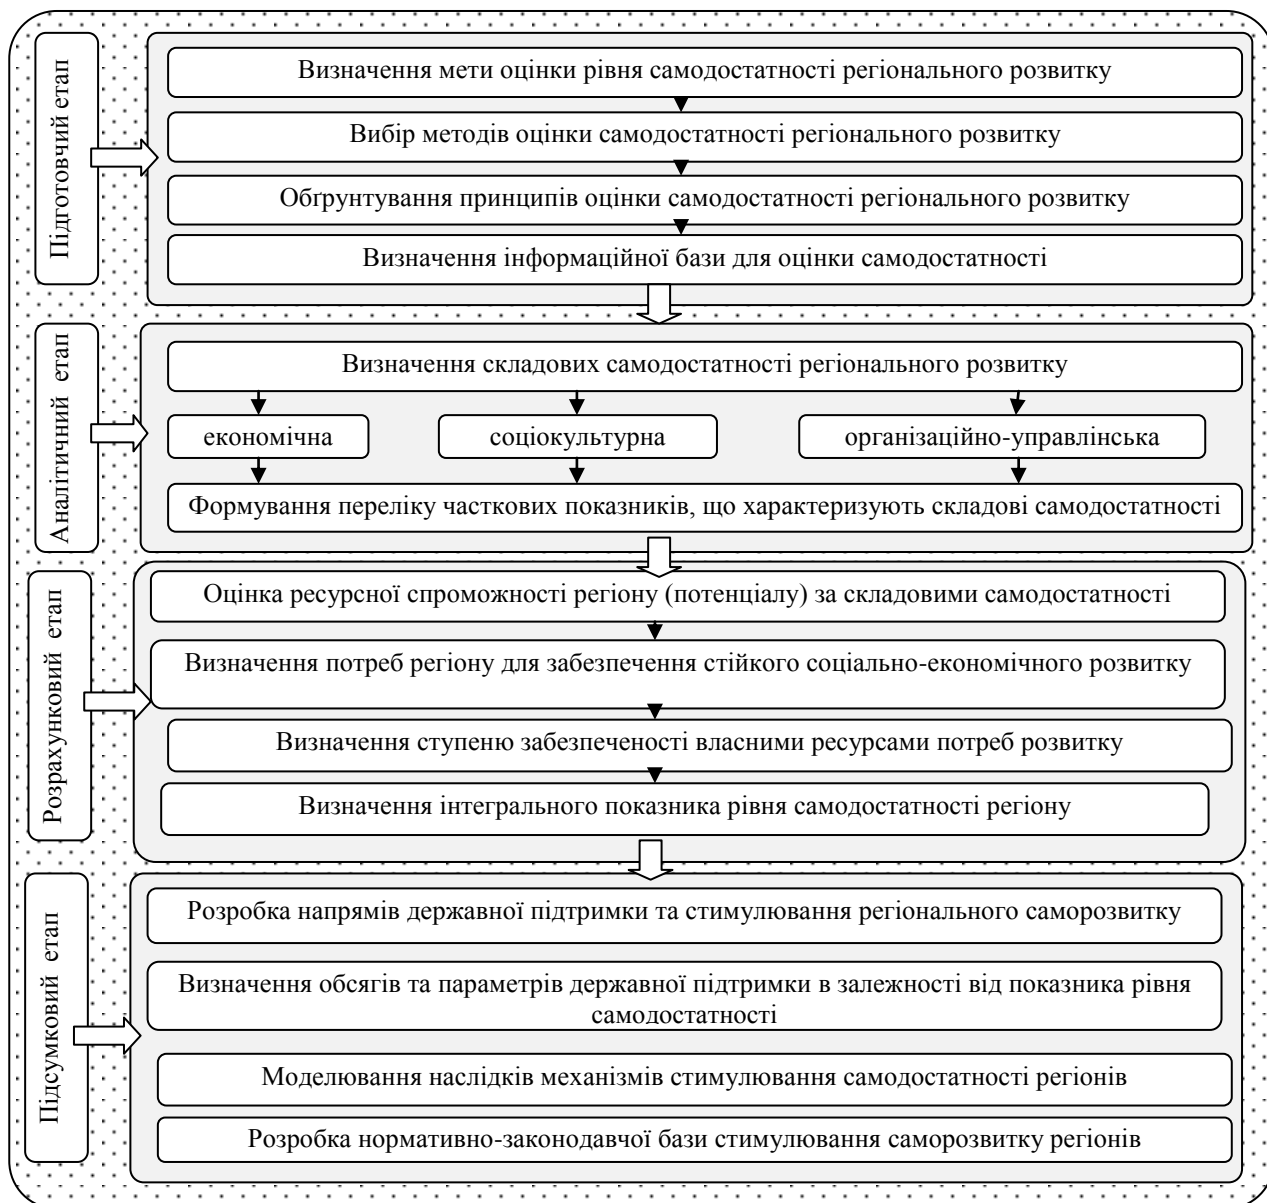 Підготовчий етап
Визначення мети оцінки рівня самодостатності регіонального розвитку
Вибір методів оцінки самодостатності регіонального розвитку
Обґрунтування принципів оцінки самодостатності регіонального розвитку
Визначення інформаційної бази для оцінки самодостатності
Аналітичний етап
Визначення складових самодостатності регіонального розвитку
економічна
соціокультурна
організаційно-управлінська
Формування переліку часткових показників, що характеризують складові самодостатності
Розрахунковий етап
Оцінка ресурсної спроможності регіону (потенціалу) за складовими самодостатності
Визначення потреб регіону для забезпечення стійкого соціально-економічного розвитку
Визначення ступеню забезпеченості власними ресурсами потреб розвитку
Визначення інтегрального показника рівня самодостатності регіону
Підсумковий етап
Розробка напрямів державної підтримки та стимулювання регіонального саморозвитку
Визначення обсягів та параметрів державної підтримки в залежності від показника рівня
самодостатності
Моделювання наслідків механізмів стимулювання самодостатності регіонів
Розробка нормативно-законодавчої бази стимулювання саморозвитку регіонів